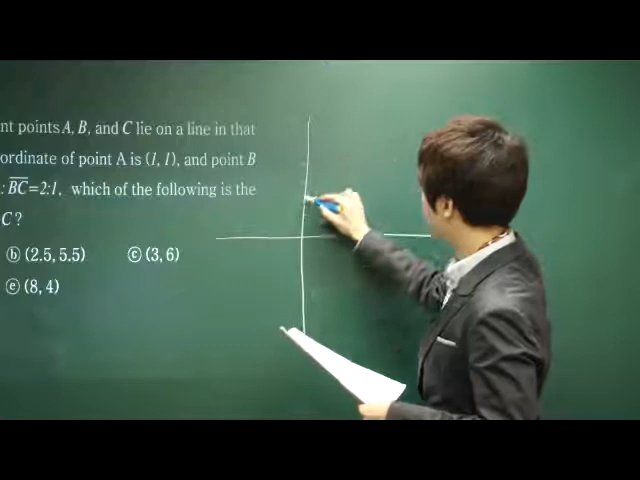 nt points A, B, and C lie on a line in that
ordinate of point A is (1, 1), and point B
: BC=2:1, which of the following is the
C?
ⓑ (2.5, 5.5) ⓒ (3, 6)
ⓔ (8, 4)